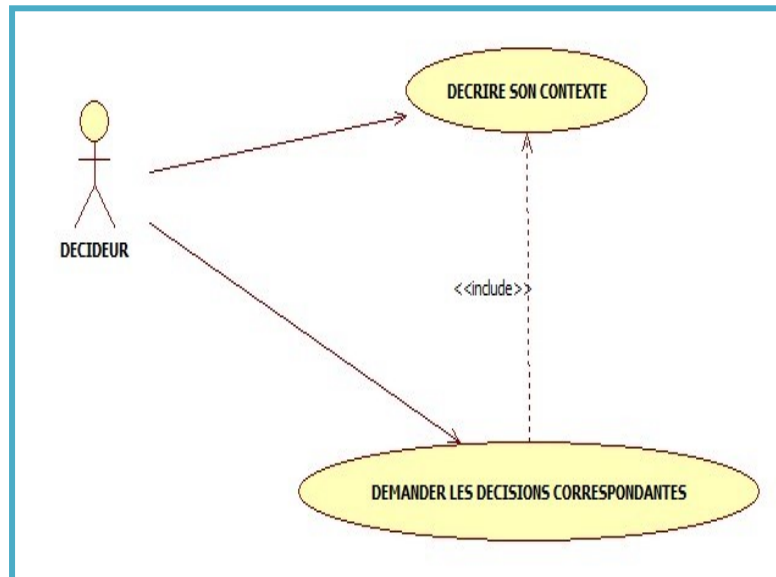 DECRIRE SON CONTEXTE
DECIDEUR
<<include>>
DEMANDER LES DECISIONS CORRESPONDANTES